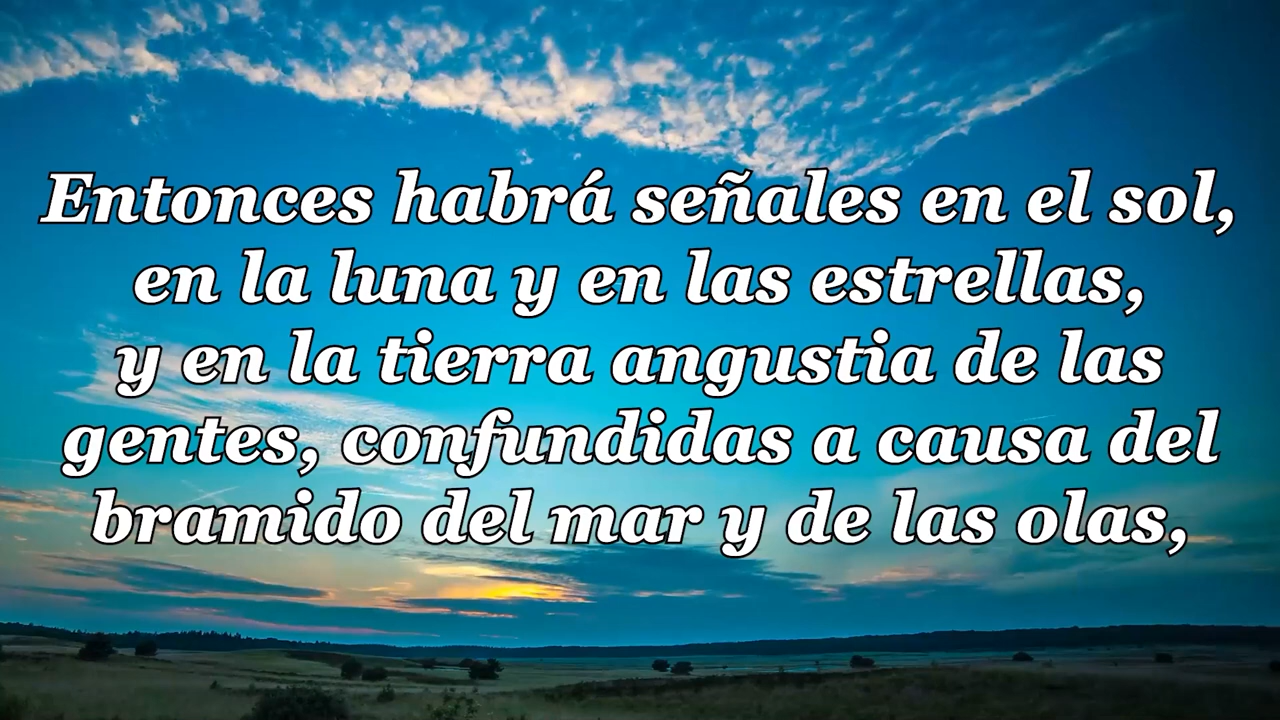 Entonces habrá señales en el sol,
en la luna y en las estrellas,
y en la tierra angustia de las
gentes, confundidas a causa del
bramido del mar y de las olas,